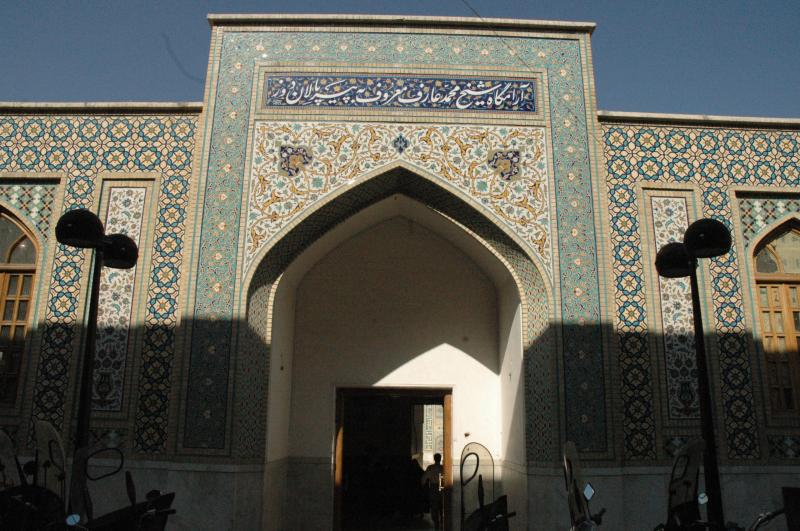 آرامگاه شیخ محمد عارف معروف به پیر پالان دوز